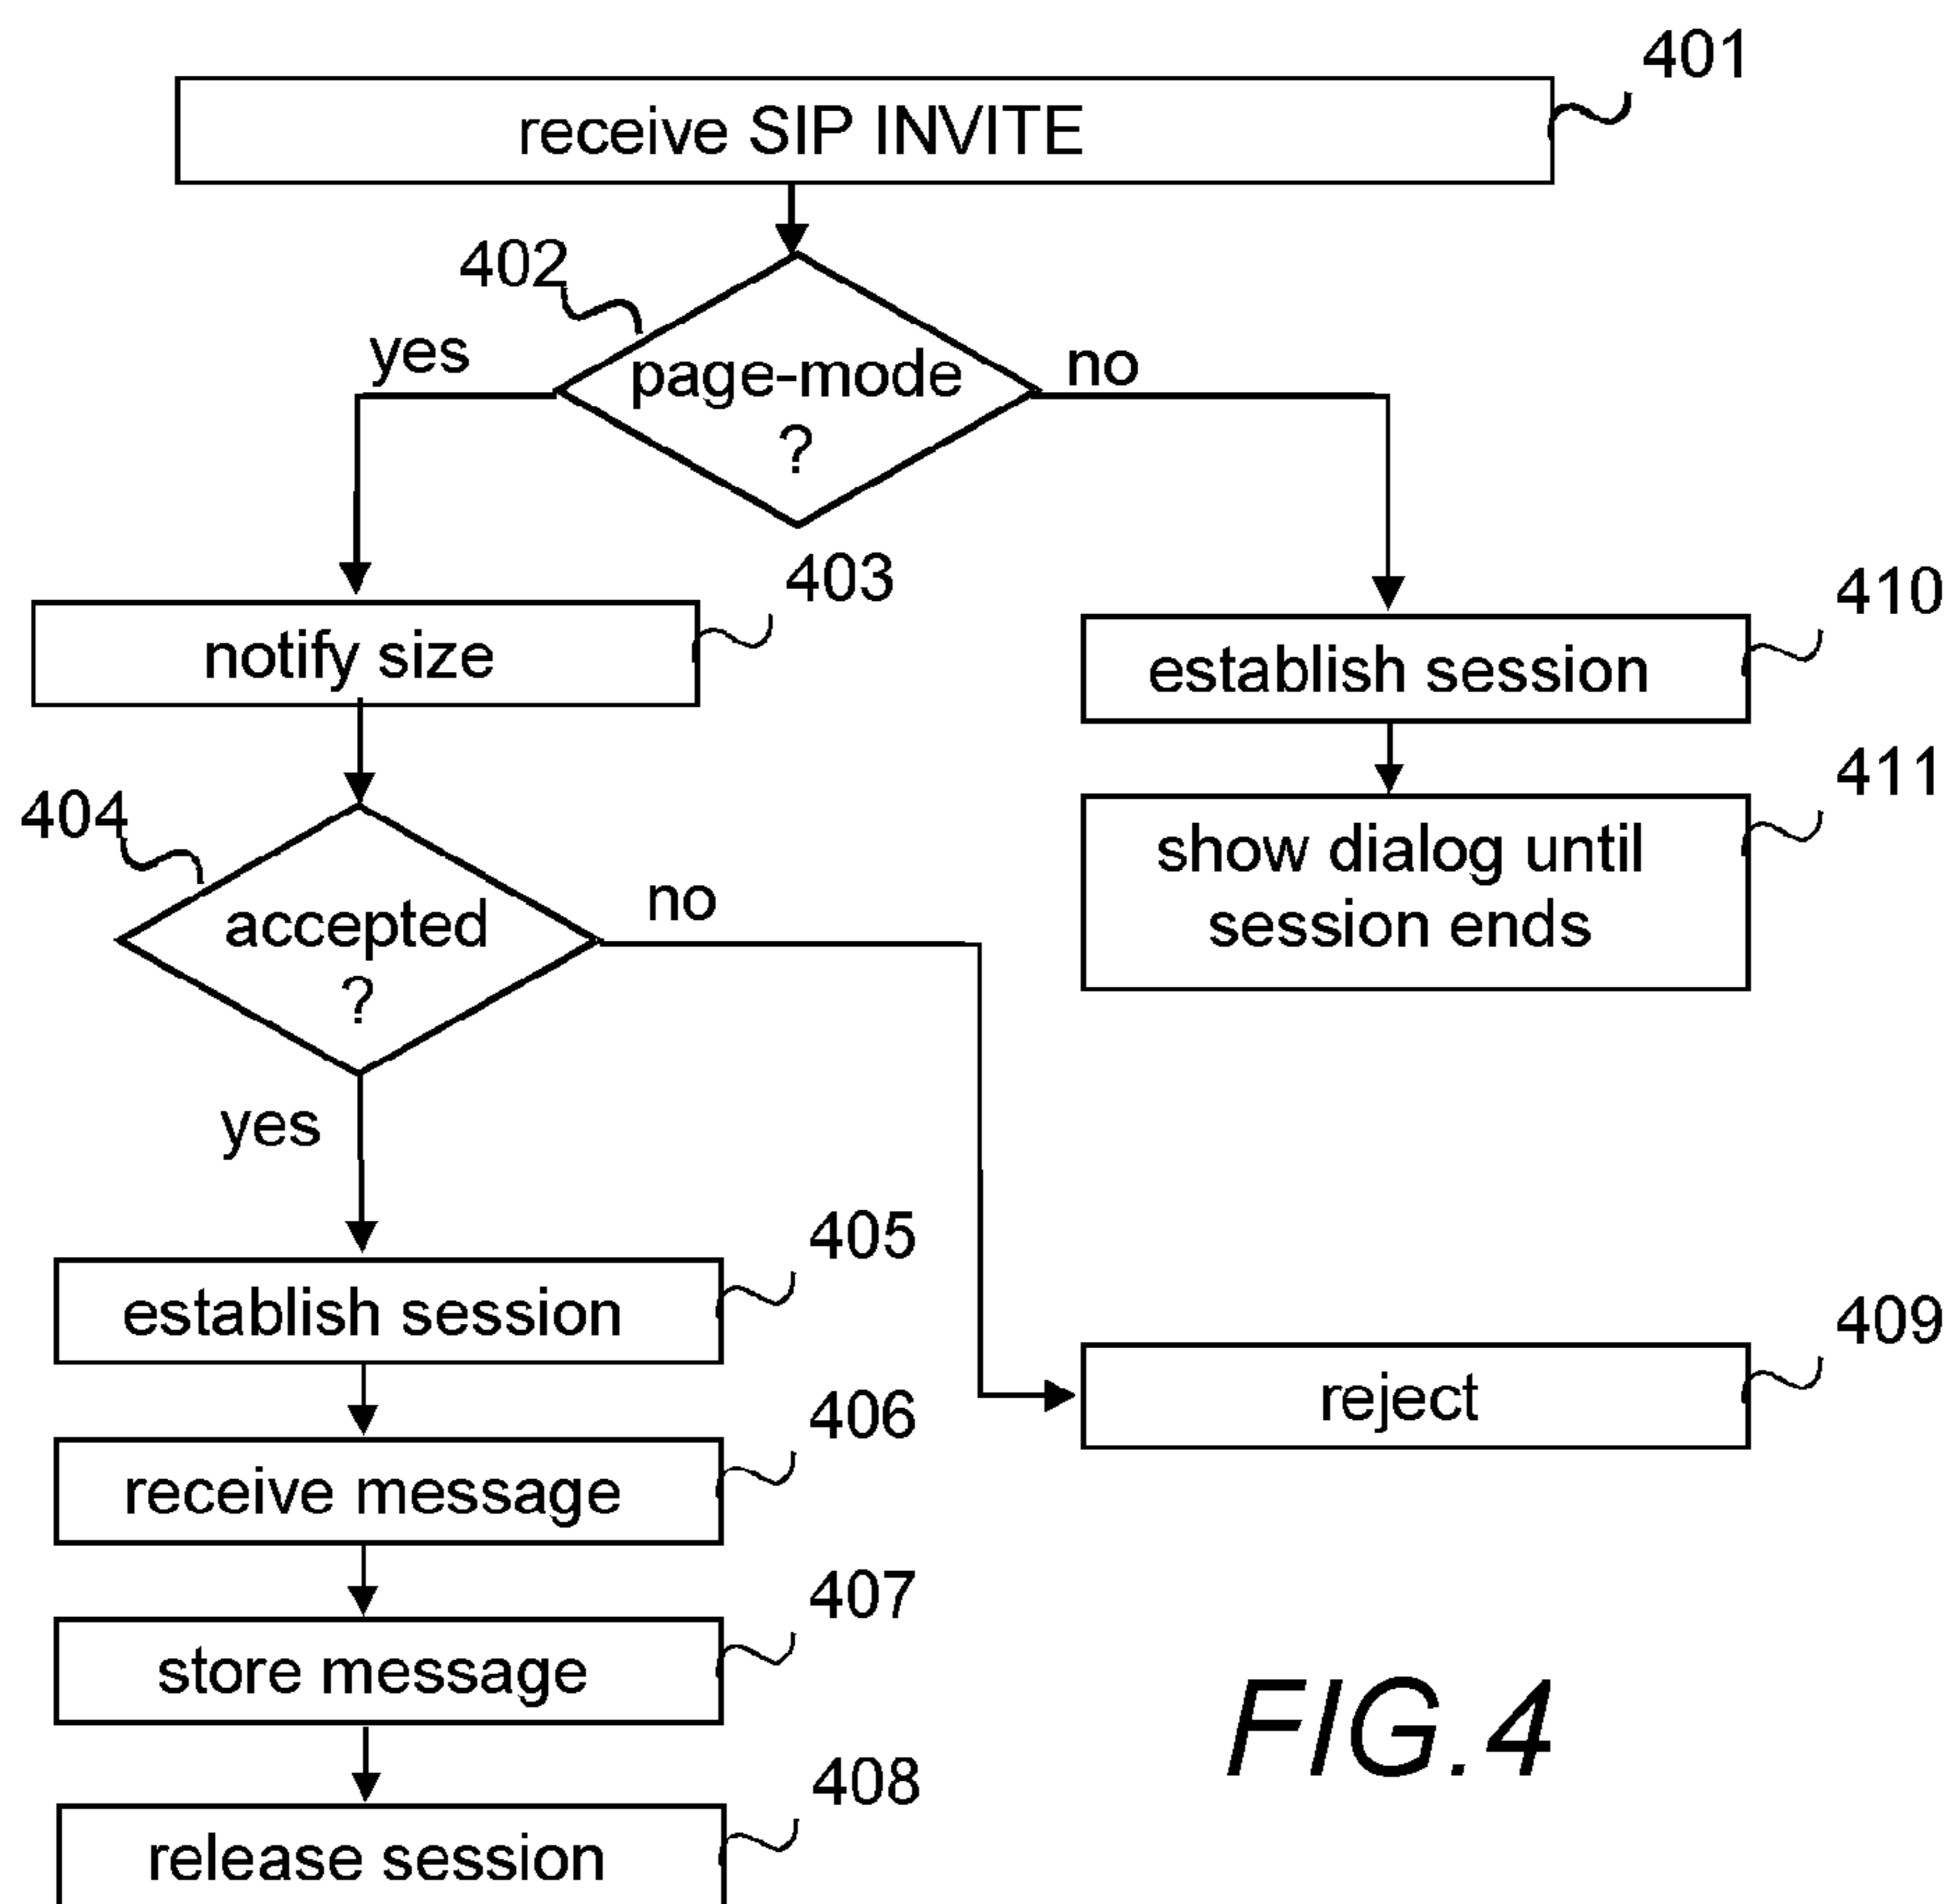 401
receive SIP INVITE
402
yes
page-mode
?
no
403
notify size
410
establish session
411
show dialog until
session ends
404
accepted
?
no
yes
405
establish session
409
reject
406
receive message
407
store message
408
release session
FIG.4